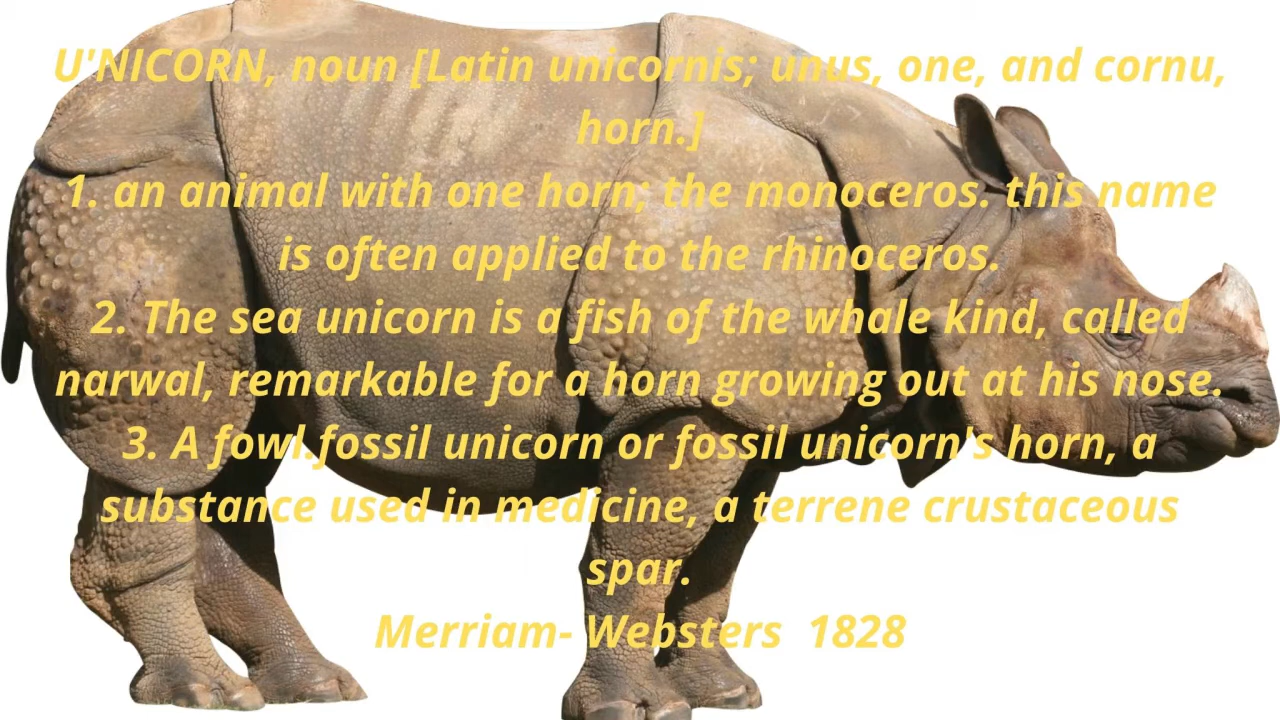 U'NICORN, noun [Latin unicornis; unus, one, and cornu,
horn.]
1. an animal with one horn; the monoceros. this name
is often applied to the rhinoceros.
2. The sea unicorn is a fish of the whale kind, called
narwal, remarkable for a horn growing out at his nose.
3. A fowl.fossil unicorn or fossil unicorn's horn, a
substance used in medicine, a terrene crustaceous
spar.
Merriam- Websters 1828